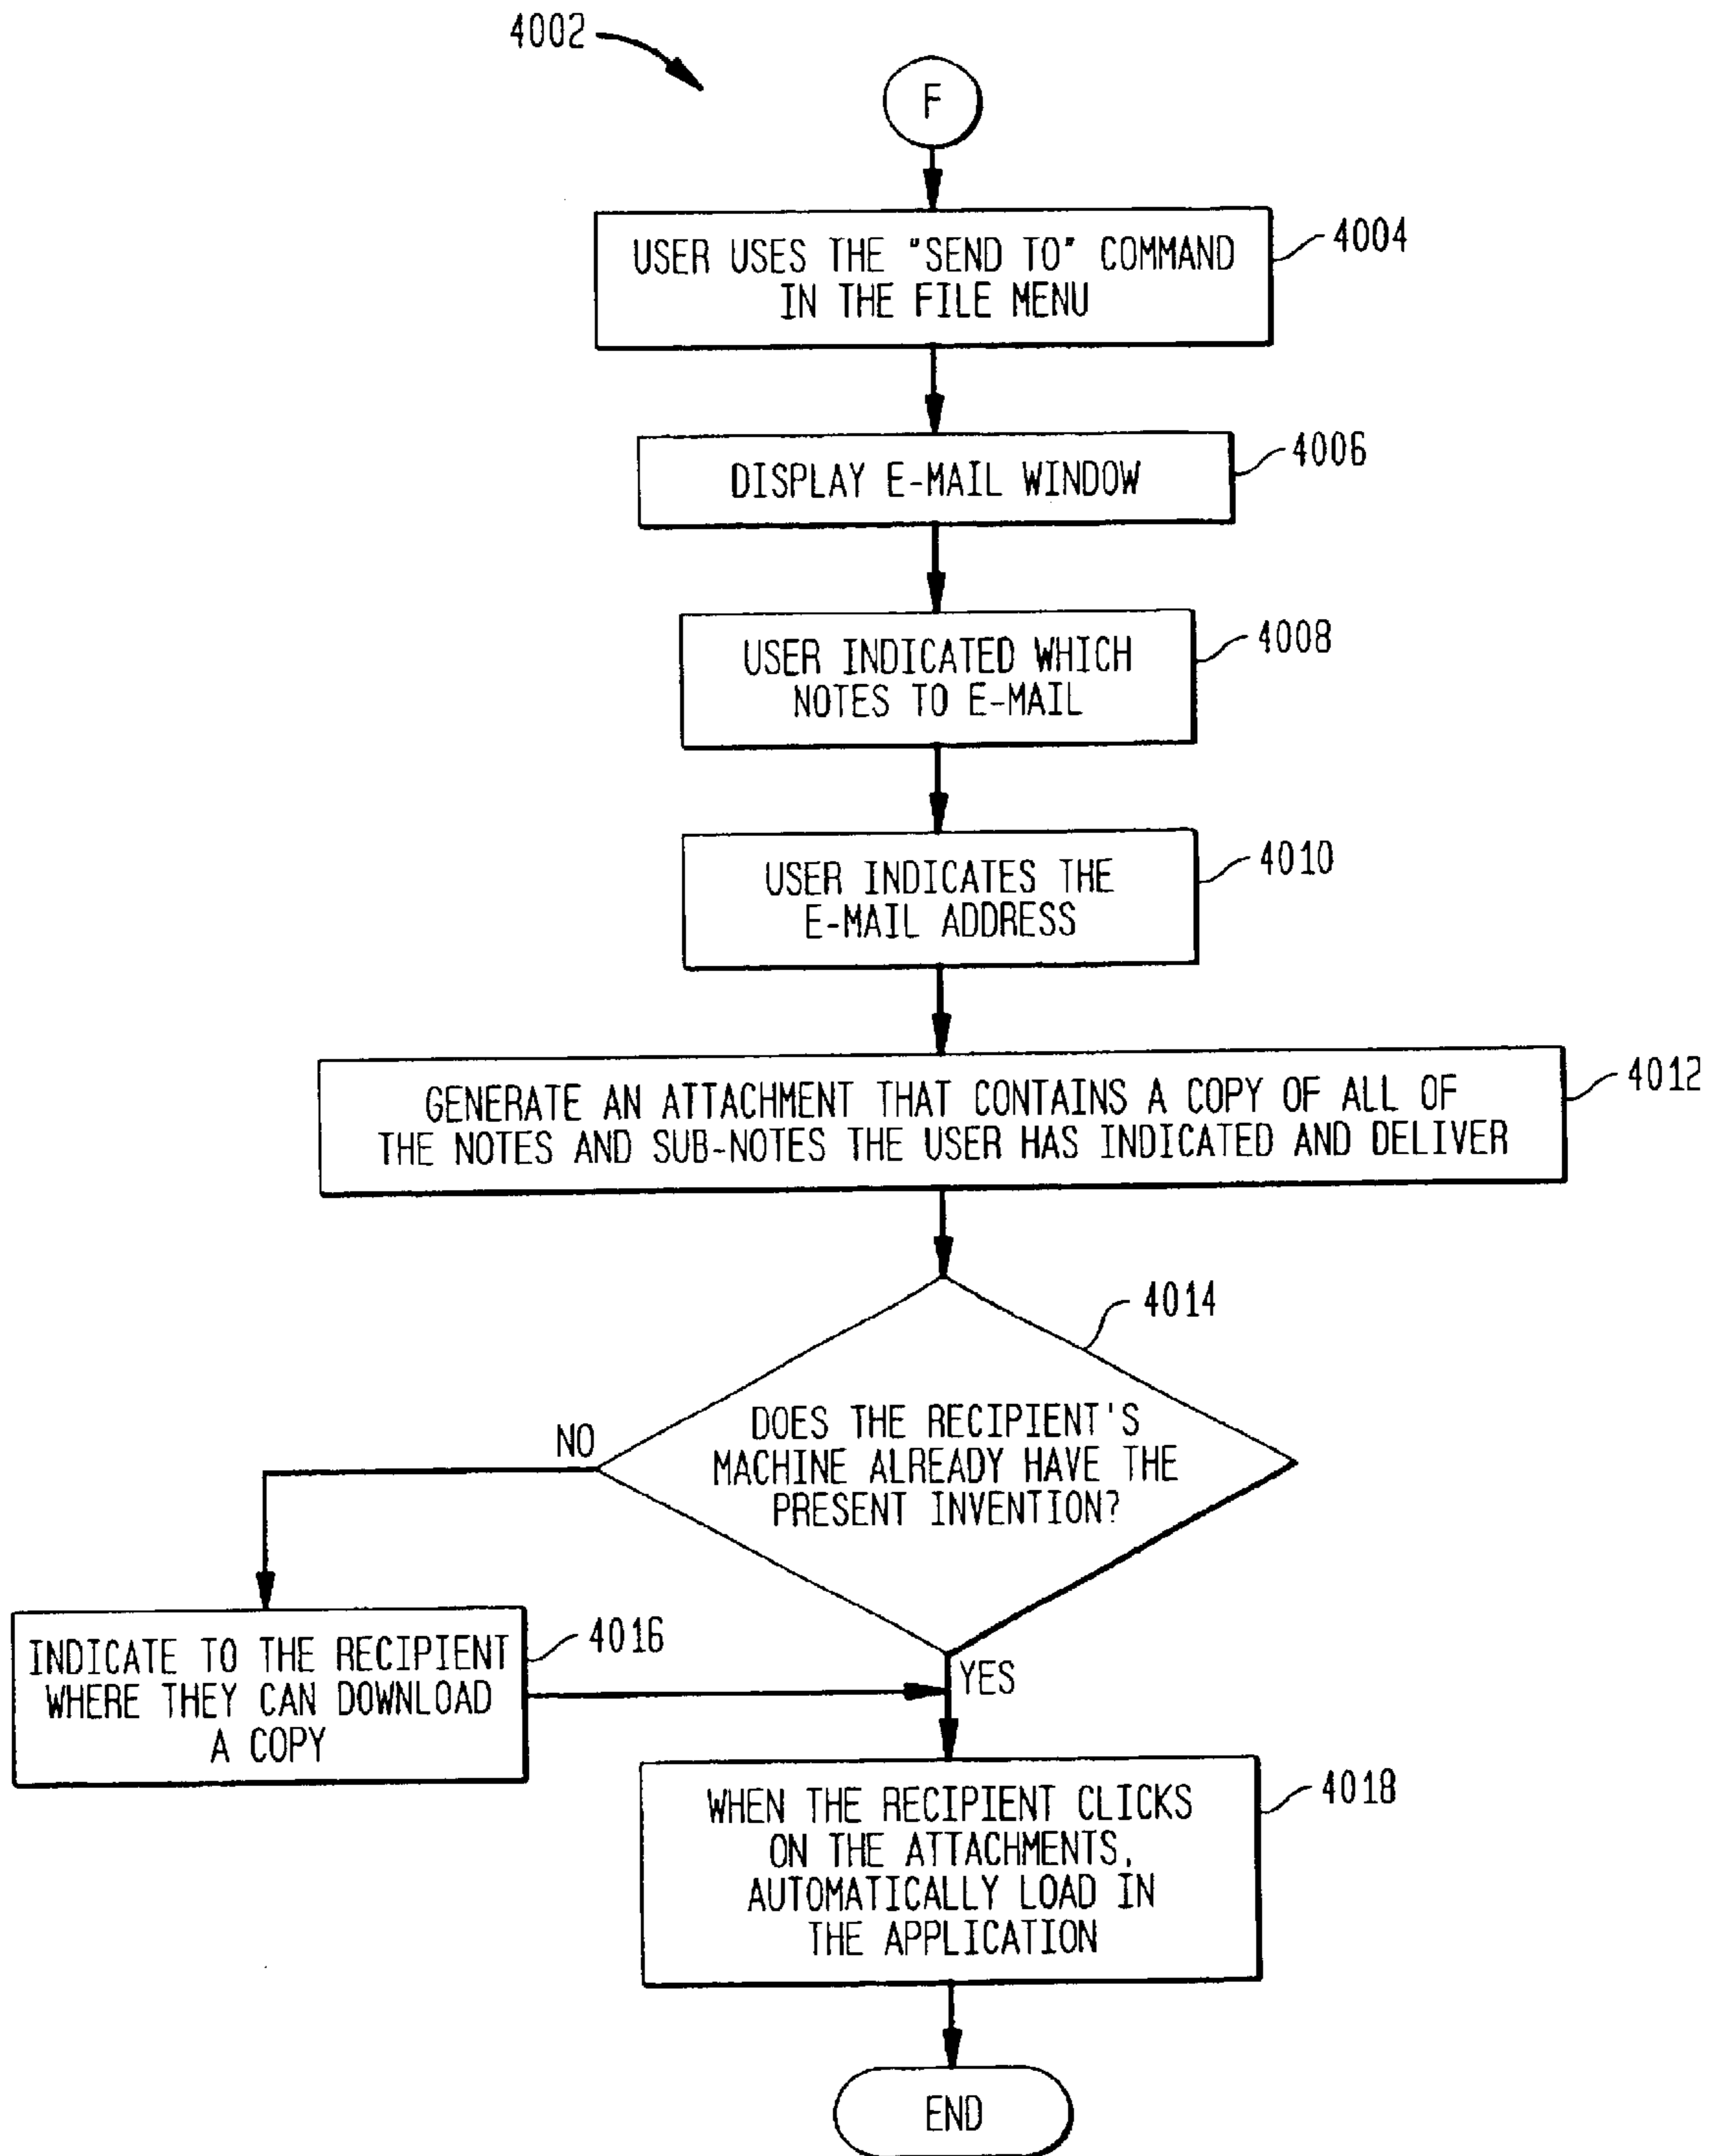 4002
F
USER USES THE "SEND TO" COMMAND
IN THE FILE MENU
4004
DISPLAY E-MAIL WINDOW
4006
USER INDICATED WHICH
NOTES TO E-MAIL
4008
USER INDICATES THE
E-MAIL ADDRESS
4010
GENERATE AN ATTACHMENT THAT CONTAINS A COPY OF ALL OF
THE NOTES AND SUB-NOTES THE USER HAS INDICATED AND DELIVER
4012
4014
DOES THE RECIPIENT'S
MACHINE ALREADY HAVE THE
PRESENT INVENTION?
NO
YES
INDICATE TO THE RECIPIENT
WHERE THEY CAN DOWNLOAD
A COPY
4016
WHEN THE RECIPIENT CLICKS
ON THE ATTACHMENTS,
AUTOMATICALLY LOAD IN
THE APPLICATION
4018
END